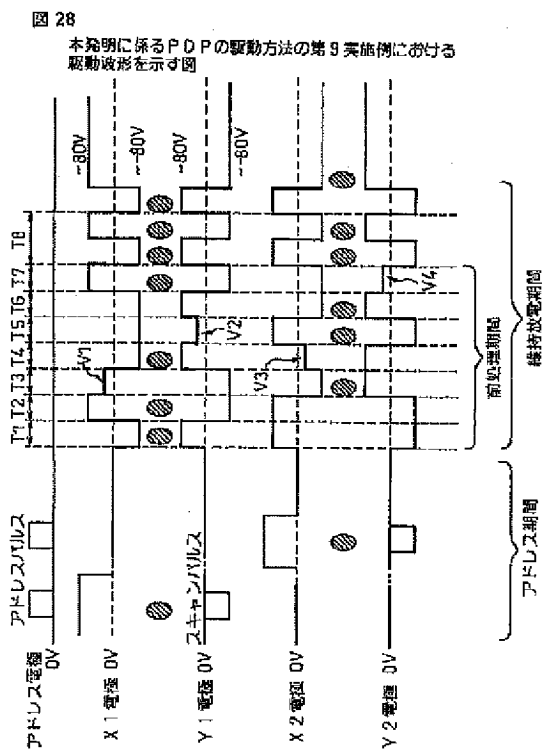 図 28
本発明に係るPDPの駆動方法の第9実施例における
駆動波形を示す図
T1 T2 T3 T4 T5 T6 T7 T8
アドレスパルス
アドレス電極 0V
~80V
V1
X1電極 0V
~-80V
~80V
スキャンパルス
V2
Y1電極 0V
~-80V
V3
X2電極 0V
V4
Y2電極 0V
前処理期間
アドレス期間
維持放電期間